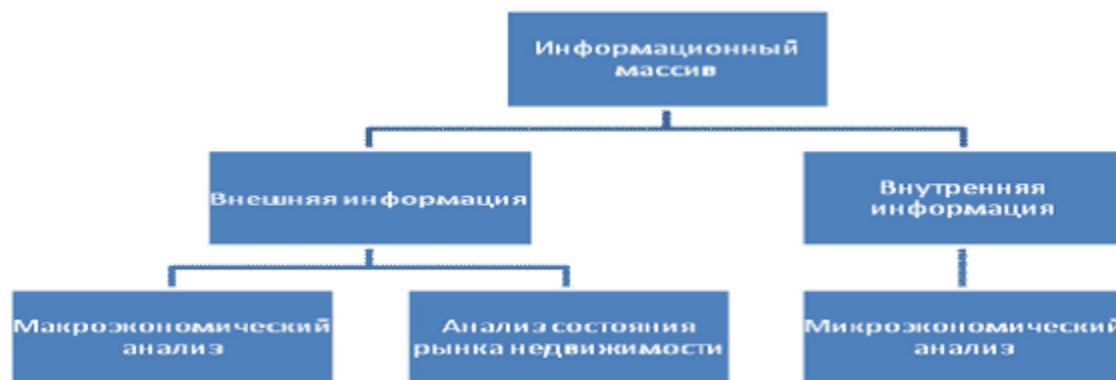 Информационный
массив
Внешняя информация
Внутренняя
информация
Макроэкономический
анализ
Анализ состояния
рынка недвижимости
Микроэкономический
анализ